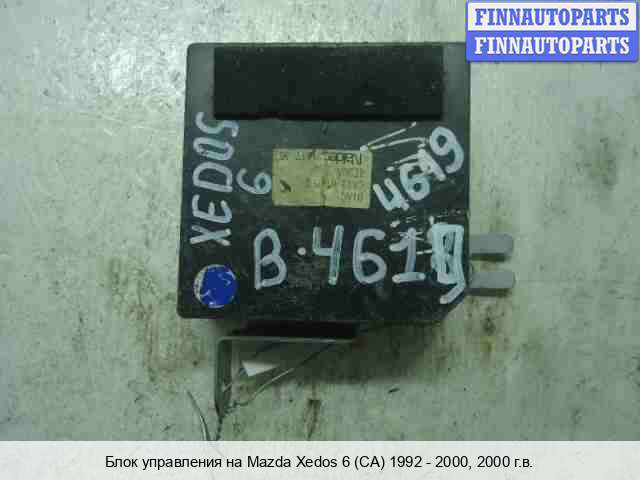 FINNAUTOPARTS
FINNAUTOPARTS
XEDOS
6
4619
B·461
Блок управления на Mazda Xedos 6 (CA) 1992 - 2000, 2000 г.в.